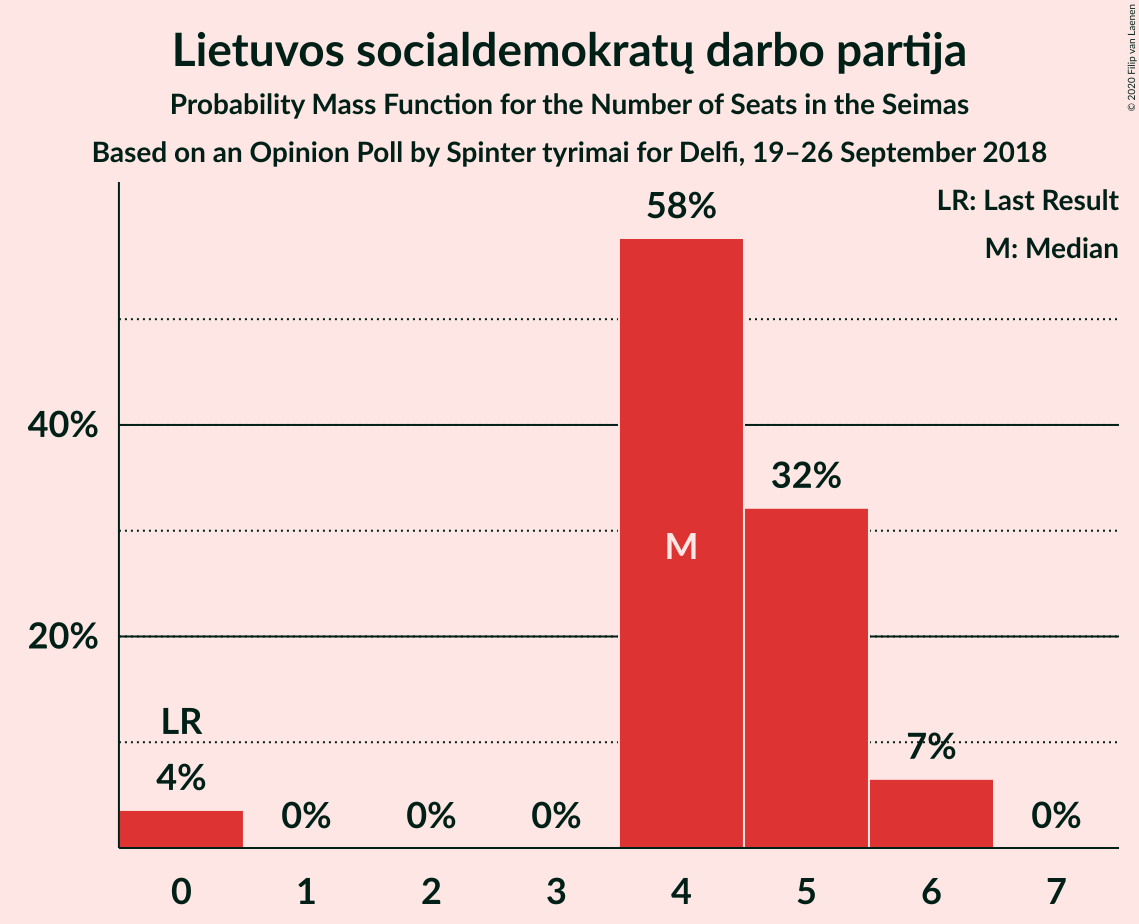 Lietuvos socialdemokratų darbo partija
Probability Mass Function for the Number of Seats in the Seimas
Based on an Opinion Poll by Spinter tyrimai for Delfi, 19–26 September 2018
© 2020 Filip van Laenen
LR: Last Result
M: Median
58%
40%
32%
M
20%
LR
7%
4%
0%
0%
0%
0%
0 1 2 3 4 5 6 7